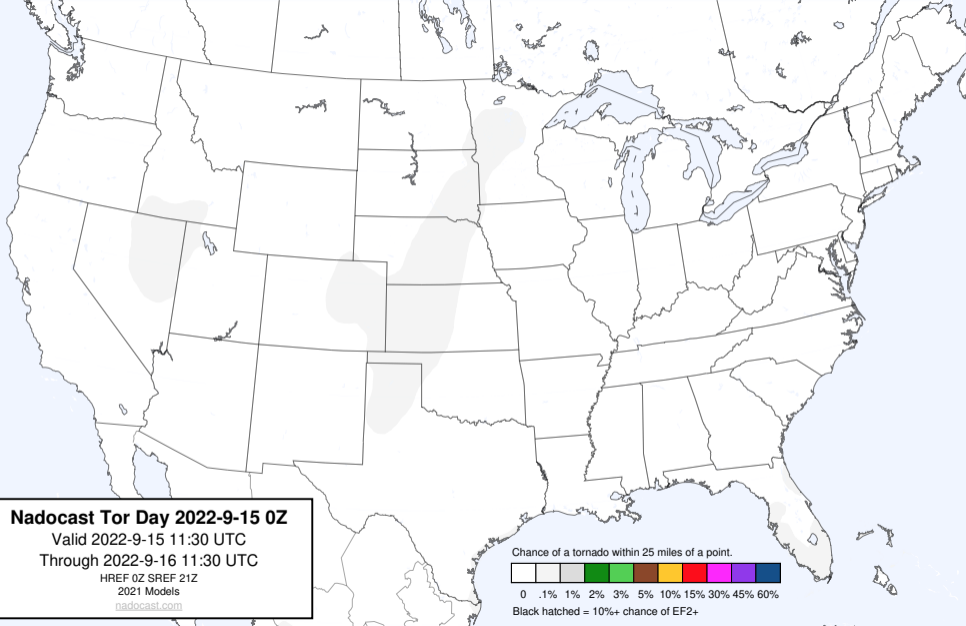 Nadocast Tor Day 2022-9-15 0Z
Valid 2022-9-15 11:30 UTC
Through 2022-9-16 11:30 UTC
HREF 0Z SREF 21Z
2021 Models
nadocast.com
Chance of a tornado within 25 miles of a point.
0 .1% 1% 2% 3% 5% 10% 15% 30% 45% 60%
Black hatched = 10%+ chance of EF2+